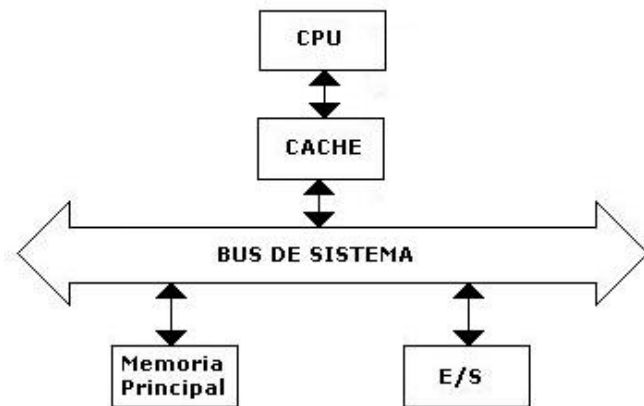 CPU
CACHE
BUS DE SISTEMA
Memoria
Principal
E/S